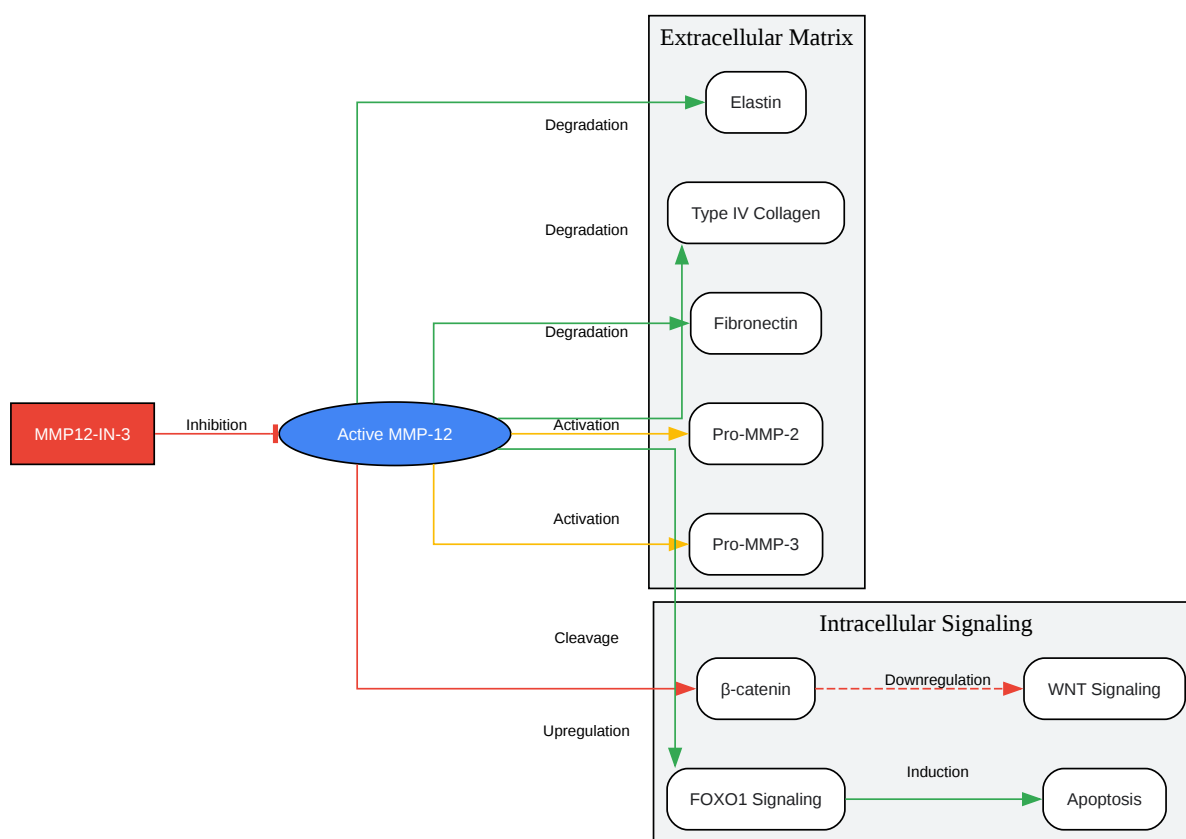 Extracellular Matrix
Elastin
Degradation
Type IV Collagen
Degradation
Fibronectin
Degradation
MMP12-IN-3
Inhibition
Active MMP-12
Activation
Pro-MMP-2
Activation
Pro-MMP-3
Intracellular Signaling
Cleavage
β-catenin
Downregulation
WNT Signaling
Upregulation
FOXO1 Signaling
Induction
Apoptosis